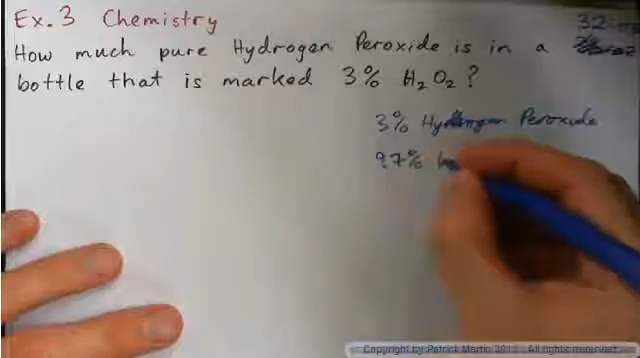 Ex. 3 Chemistry
32
How much pure Hydrogen Peroxide is in a
bottle that is marked 3% H₂O₂?
3% Hydrogen Peroxide
97%
Copyright by Patrick Martin All rights reserved